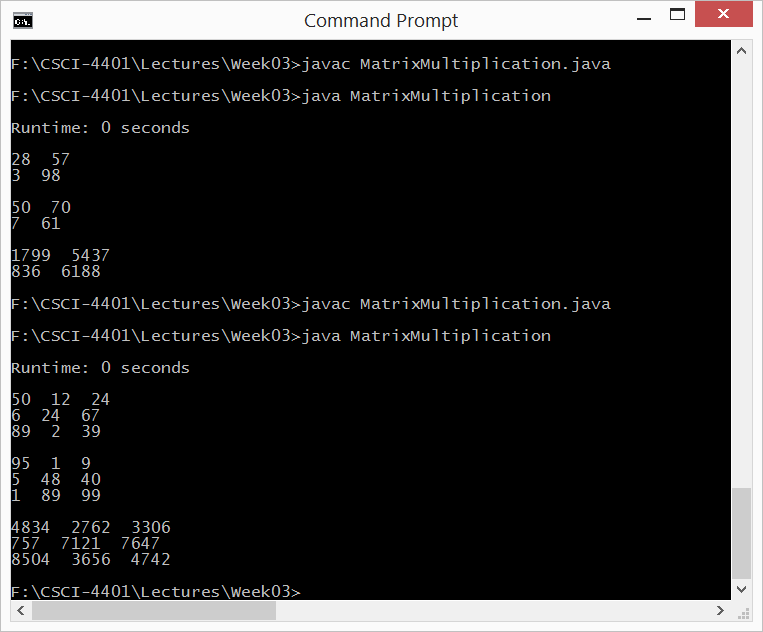 Command Prompt
F:\CSCI-4401\Lectures\Week03>javac MatrixMultiplication.java
F:\CSCI-4401\Lectures\Week03>java MatrixMultiplication
Runtime: 0 seconds
28  57
3  98
50  70
7  61
1799  5437
836  6188
F:\CSCI-4401\Lectures\Week03>javac MatrixMultiplication.java
F:\CSCI-4401\Lectures\Week03>java MatrixMultiplication
Runtime: 0 seconds
50  12  24
6  24  67
89  2  39
95  1  9
5  48  40
1  89  99
4834  2762  3306
757  7121  7647
8504  3656  4742
F:\CSCI-4401\Lectures\Week03>